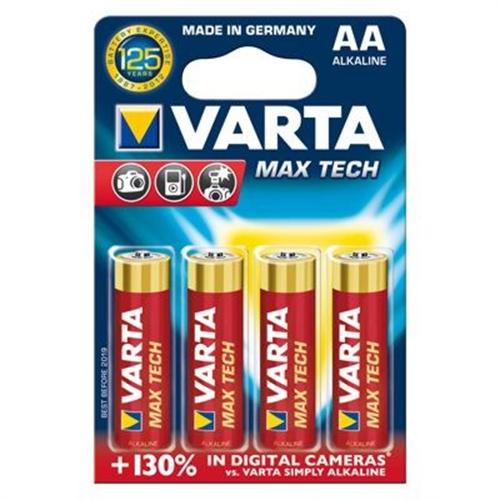 MADE IN GERMANY
AA
ALKALINE
BATTERY EXPERTISE
125
YEARS
1887-2012
VARTA
MAX TECH
BEST BEFORE 2019
VARTA
MAX TECH
ALKALINE
VARTA
MAX TECH
ALKALINE
VARTA
MAX TECH
ALKALINE
VARTA
MAX TECH
ALKALINE
+130% IN DIGITAL CAMERAS
vs. VARTA SIMPLY ALKALINE